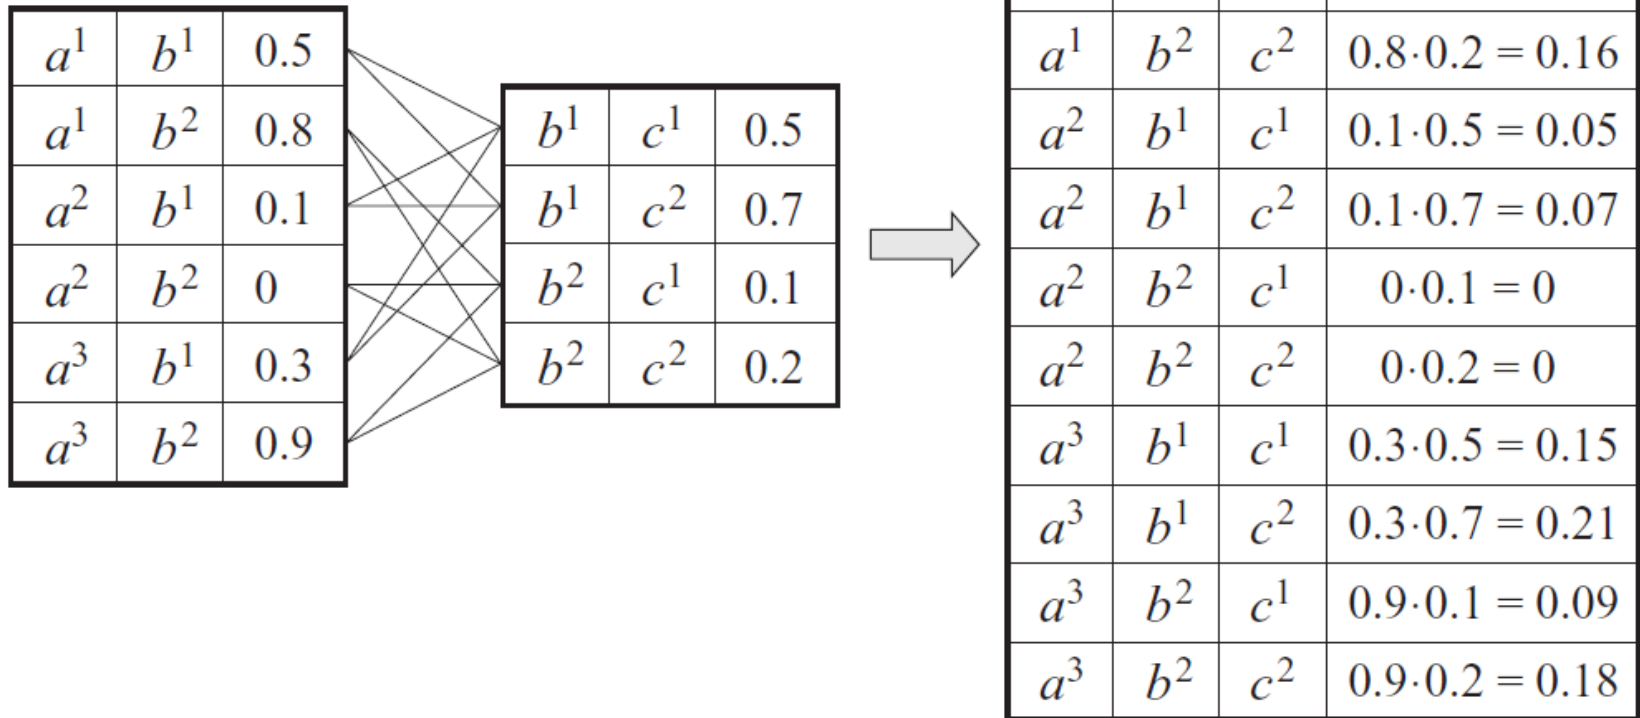 a¹ b¹ 0.5
a¹ b² 0.8
a² b¹ 0.1
a² b² 0
a³ b¹ 0.3
a³ b² 0.9
b¹ c¹ 0.5
b¹ c² 0.7
b² c¹ 0.1
b² c² 0.2
a¹ b² c² 0.8·0.2 = 0.16
a² b¹ c¹ 0.1·0.5 = 0.05
a² b¹ c² 0.1·0.7 = 0.07
a² b² c¹ 0·0.1 = 0
a² b² c² 0·0.2 = 0
a³ b¹ c¹ 0.3·0.5 = 0.15
a³ b¹ c² 0.3·0.7 = 0.21
a³ b² c¹ 0.9·0.1 = 0.09
a³ b² c² 0.9·0.2 = 0.18